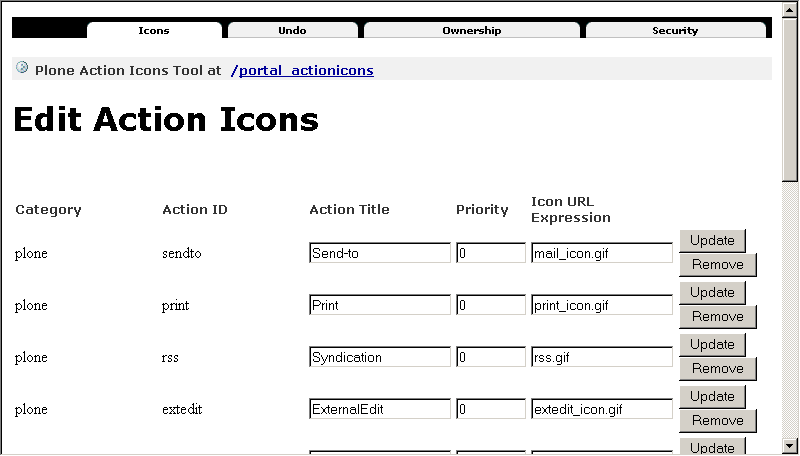 Icons Undo Ownership Security
Plone Action Icons Tool at /portal_actionicons
Edit Action Icons
Category Action ID Action Title Priority Icon URL Expression
plone sendto Send-to 0 mail_icon.gif Update
Remove
plone print Print 0 print_icon.gif Update
Remove
plone rss Syndication 0 rss.gif Update
Remove
plone extedit ExternalEdit 0 extedit_icon.gif Update
Remove
Update